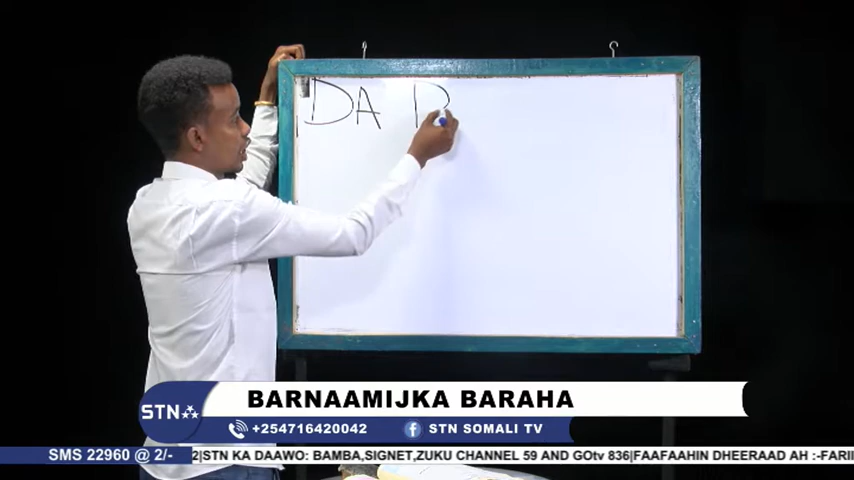 DA
STN
BARNAAMIJKA BARAHA
+254716420042 STN SOMALI TV
SMS 22960 @ 2/- 2|STN KA DAAWO: BAMBA,SIGNET,ZUKU CHANNEL 59 AND GOtv 836|FAAFAAHIN DHEERAAD AH :-FARII